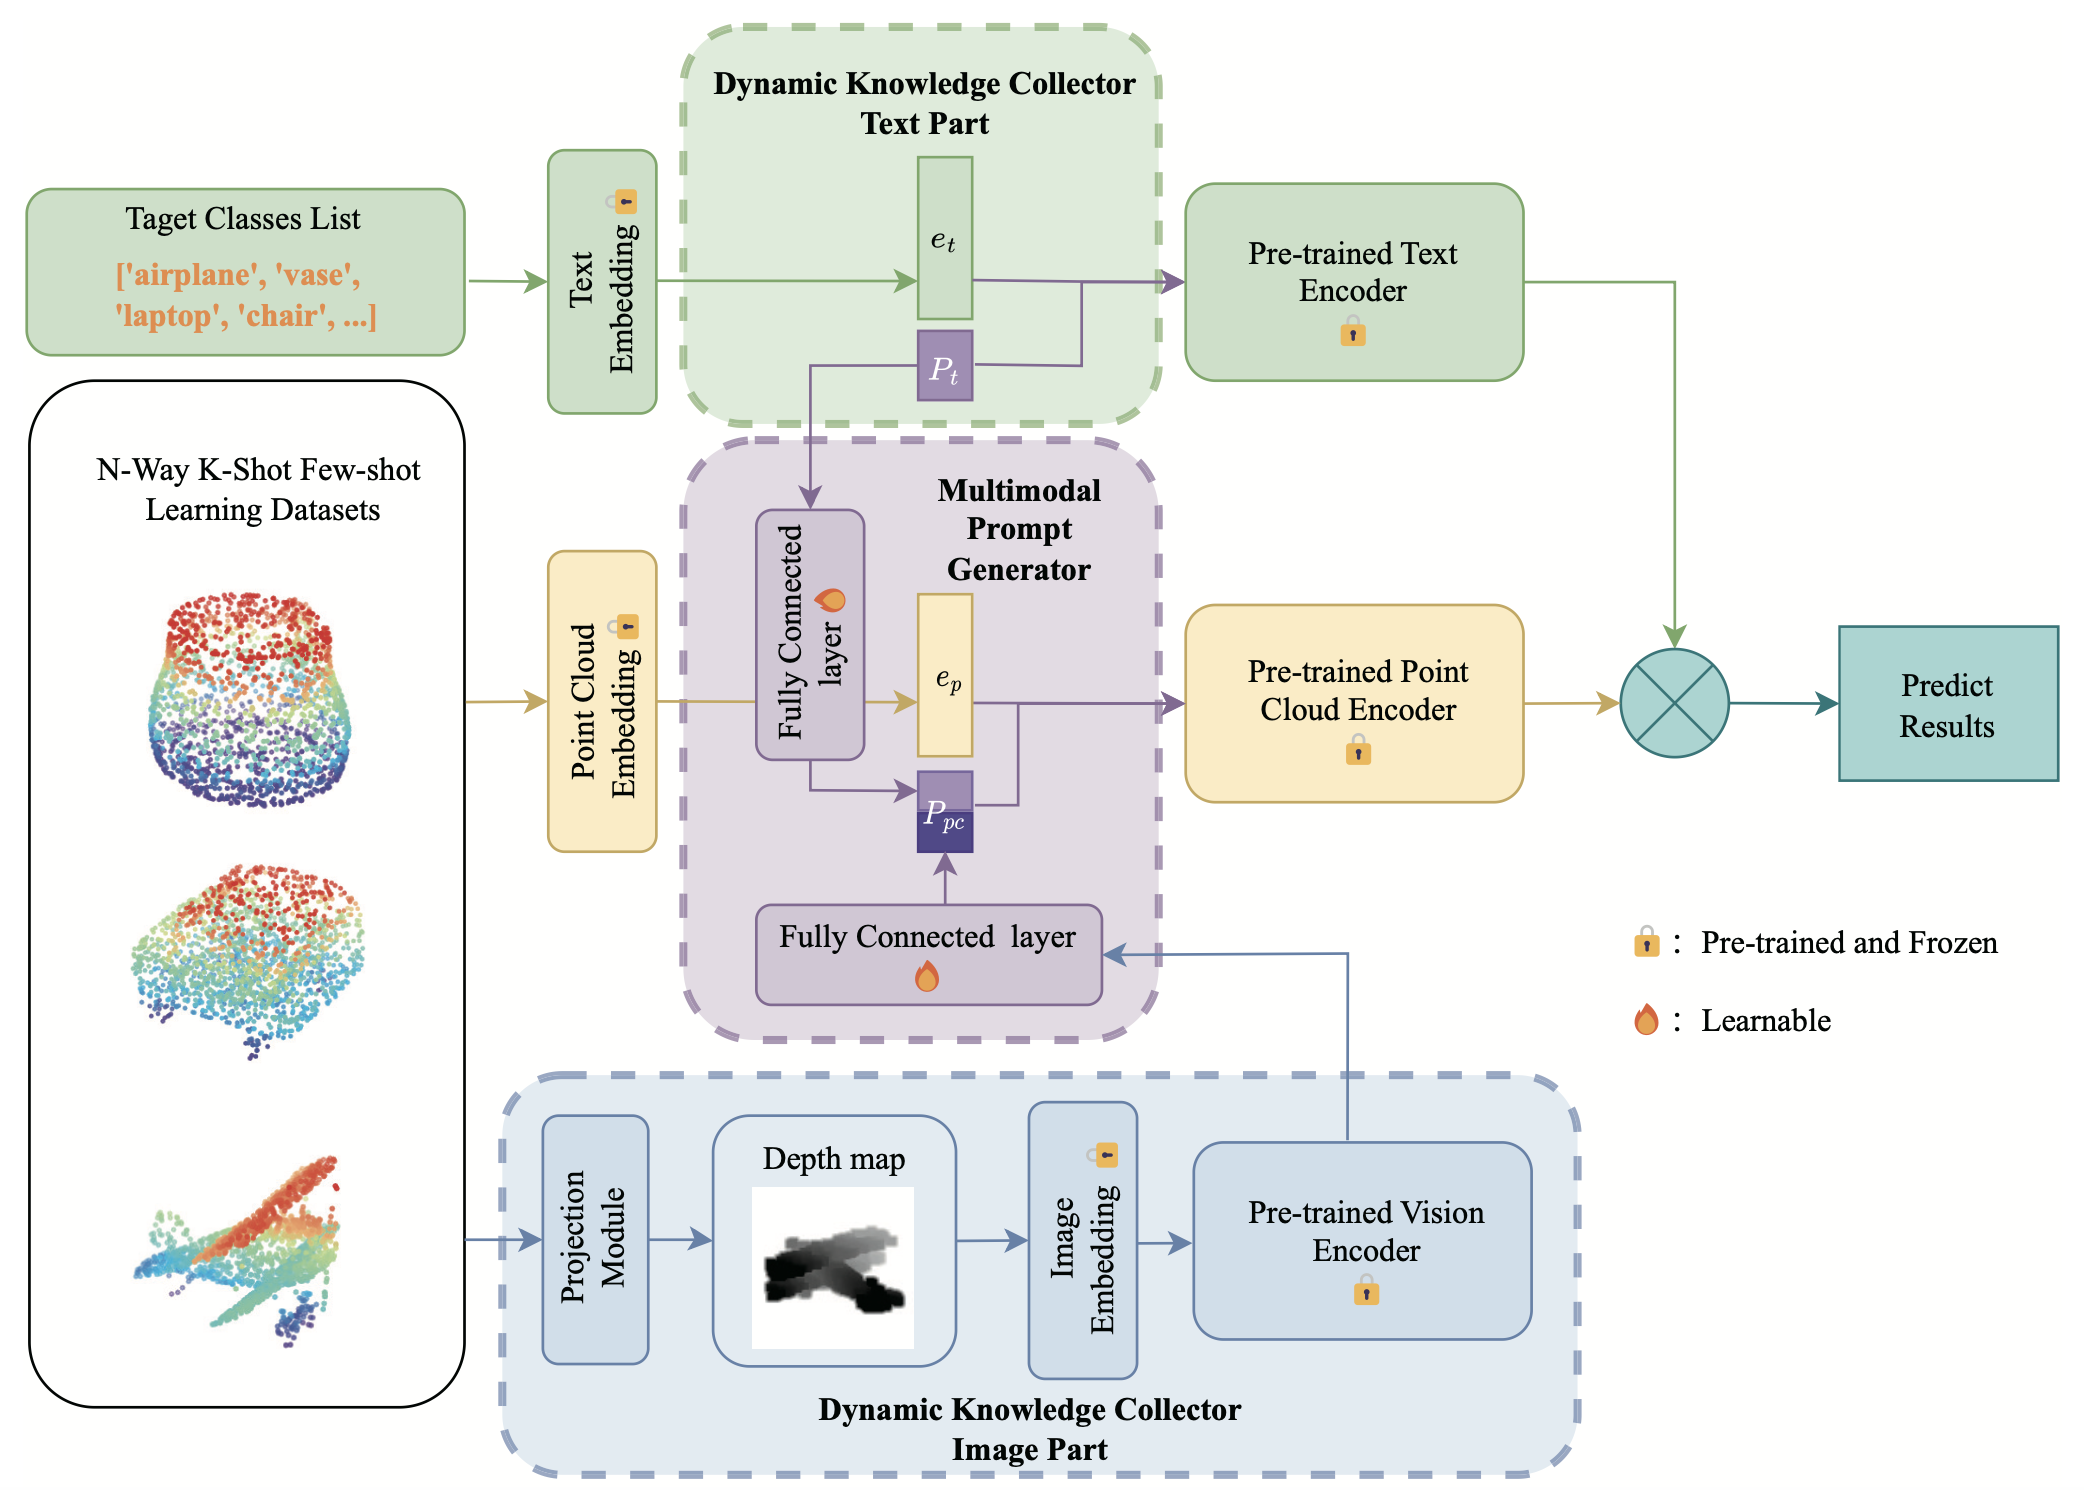 Dynamic Knowledge Collector
Text Part
Taget Classes List
['airplane', 'vase',
'laptop', 'chair', ...]
Text
Embedding
e_t
P_t
Pre-trained Text
Encoder
N-Way K-Shot Few-shot
Learning Datasets
Point Cloud
Embedding
Multimodal
Prompt
Generator
Fully Connected
layer
e_p
P_pc
Fully Connected layer
Pre-trained Point
Cloud Encoder
Predict
Results
: Pre-trained and Frozen
: Learnable
Projection
Module
Depth map
Image
Embedding
Pre-trained Vision
Encoder
Dynamic Knowledge Collector
Image Part